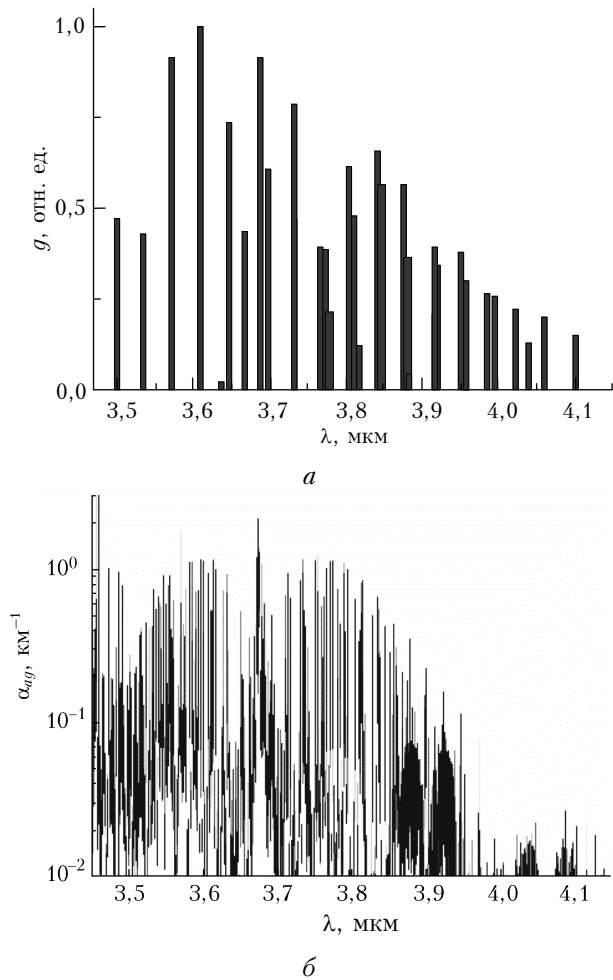 1,0
0,5
0,0
g, отн. ед.
3,5 3,6 3,7 3,8 3,9 4,0 4,1
λ, мкм
а
10⁰
10⁻¹
10⁻²
α_ag, км⁻¹
3,5 3,6 3,7 3,8 3,9 4,0 4,1
λ, мкм
б